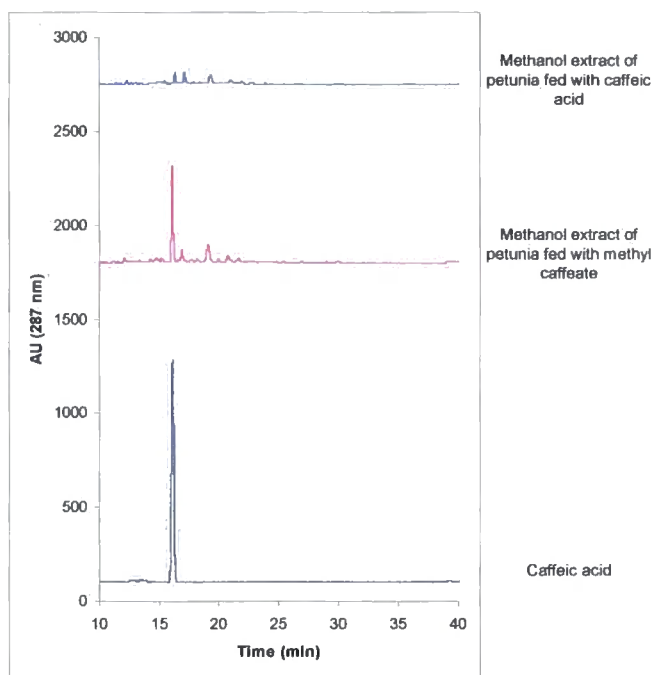 3000
2500
2000
1500
1000
500
0
AU (287 nm)
10 15 20 25 30 35 40
Time (min)
Methanol extract of
petunia fed with caffeic
acid
Methanol extract of
petunia fed with methyl
caffeate
Caffeic acid